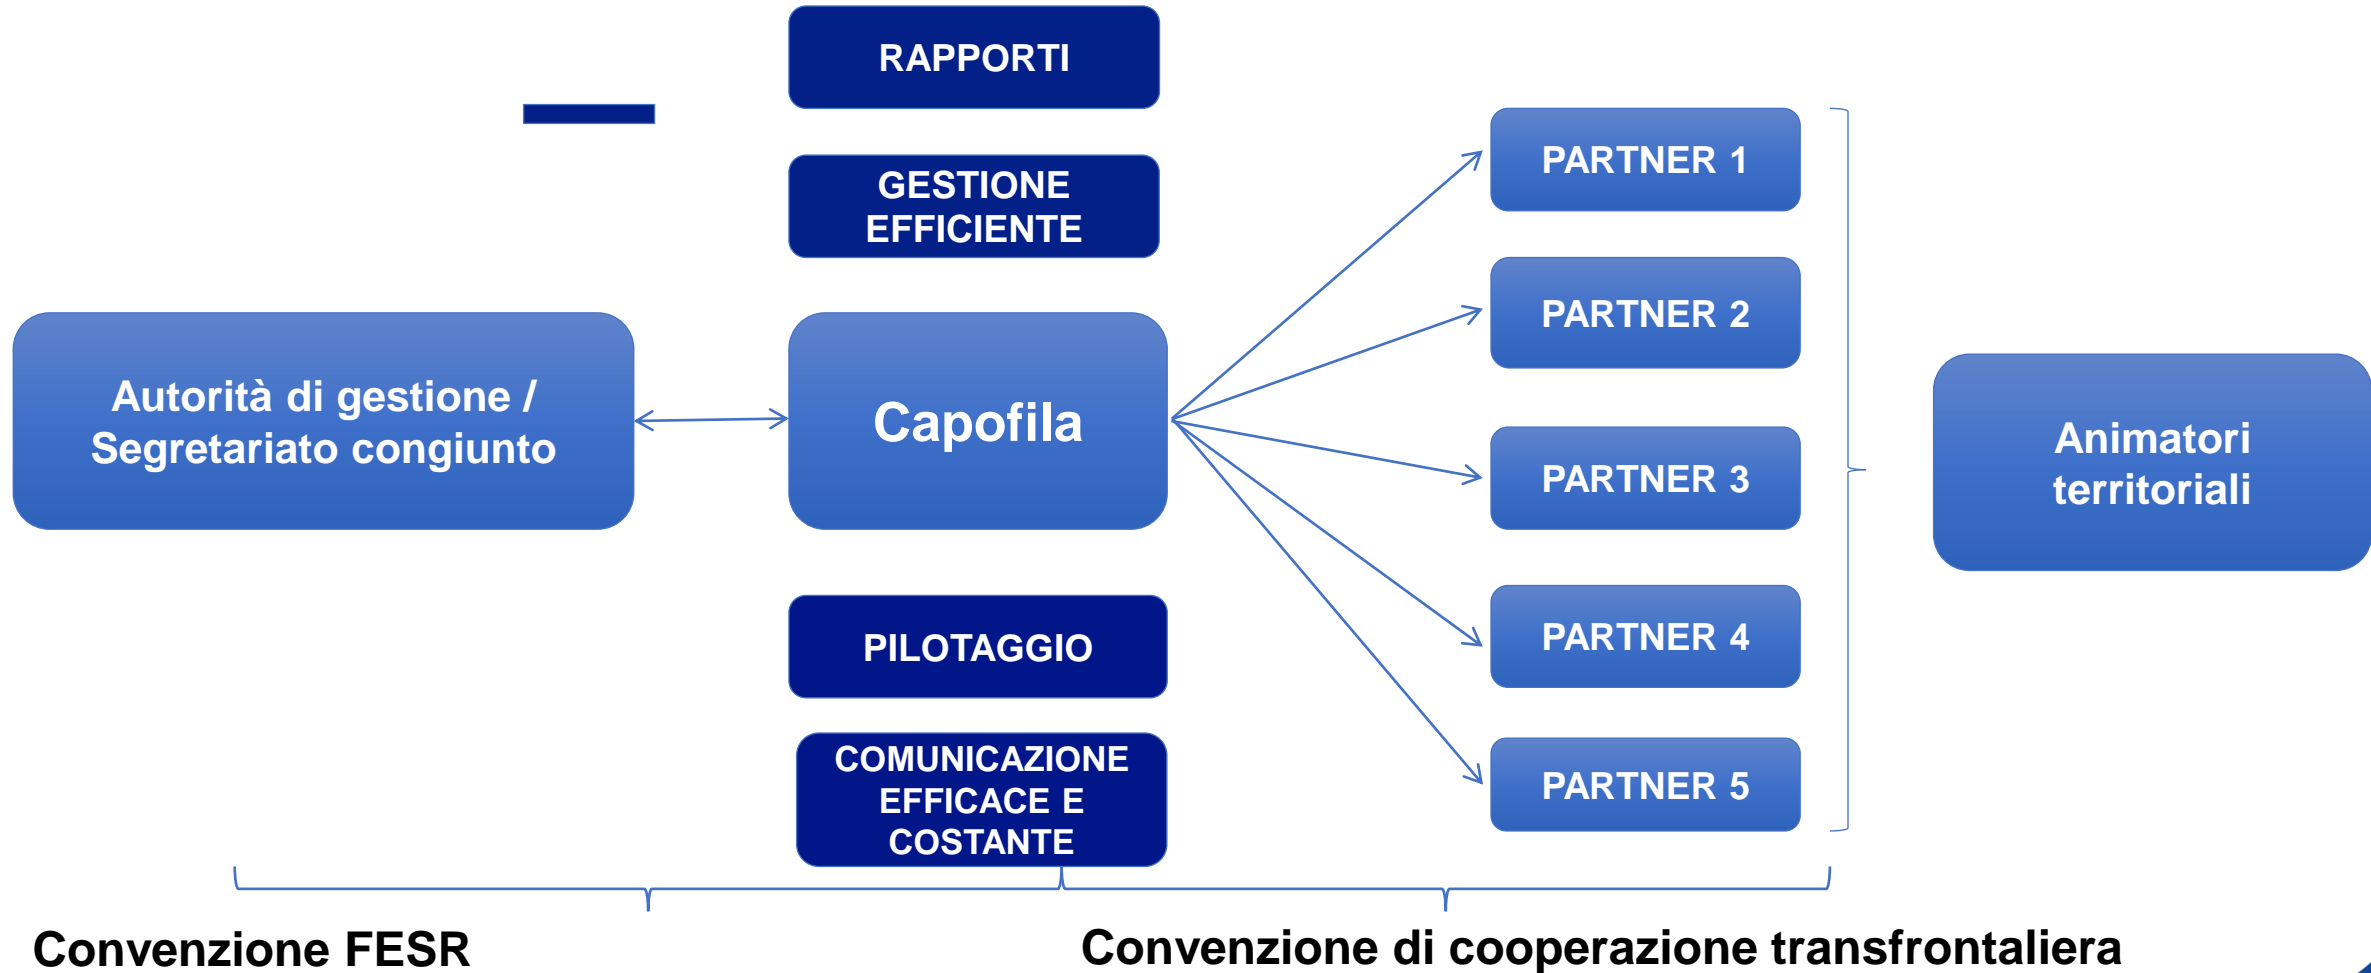 RAPPORTI
GESTIONE
EFFICIENTE
Autorità di gestione /
Segretariato congiunto
Capofila
PILOTAGGIO
COMUNICAZIONE
EFFICACE E
COSTANTE
PARTNER 1
PARTNER 2
PARTNER 3
PARTNER 4
PARTNER 5
Animatori
territoriali
Convenzione FESR
Convenzione di cooperazione transfrontaliera